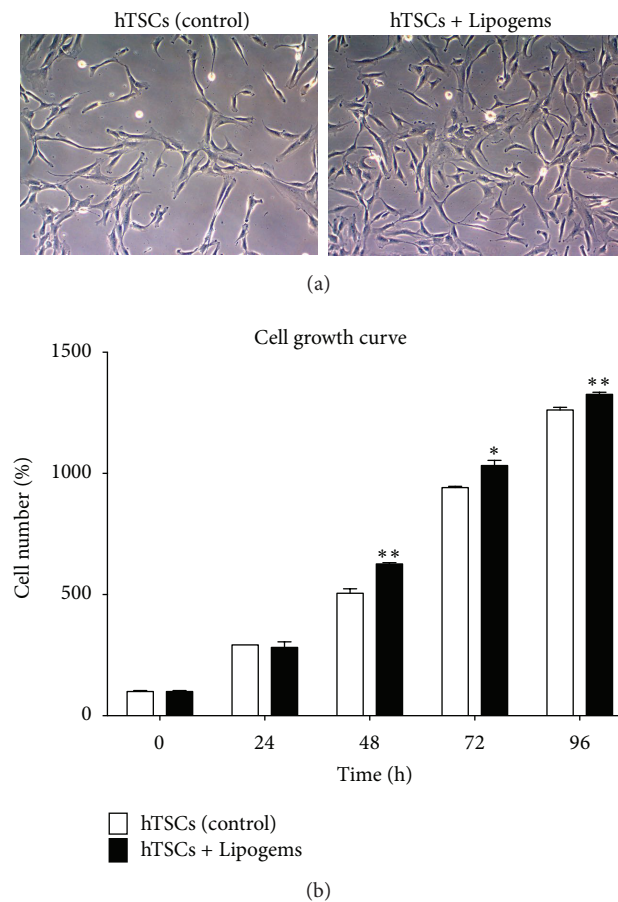 hTSCs (control)
hTSCs + Lipogems
(a)
Cell growth curve
1500
1000
500
0
Cell number (%)
**
*
**
0
24
48
72
96
Time (h)
hTSCs (control)
hTSCs + Lipogems
(b)